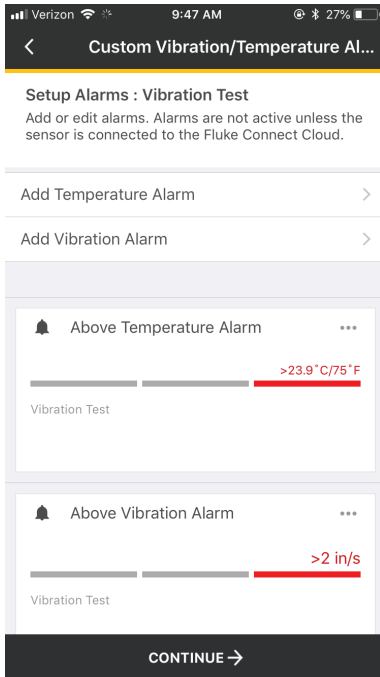 Verizon 9:47 AM 27%
Custom Vibration/Temperature Al...
Setup Alarms : Vibration Test
Add or edit alarms. Alarms are not active unless the
sensor is connected to the Fluke Connect Cloud.
Add Temperature Alarm
Add Vibration Alarm
Above Temperature Alarm
>23.9˚C/75˚F
Vibration Test
Above Vibration Alarm
>2 in/s
Vibration Test
CONTINUE